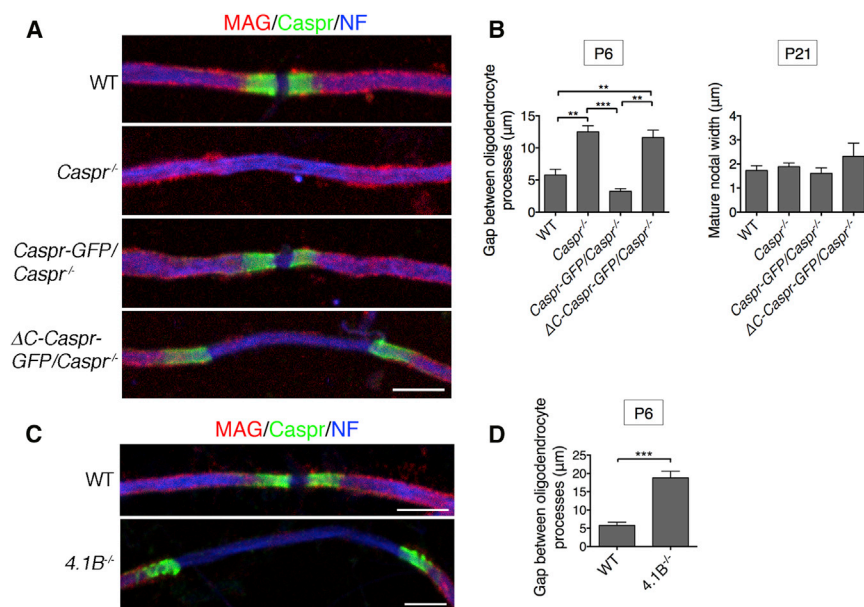 A
MAG/Caspr/NF
WT
Caspr-/-
Caspr-GFP/
Caspr-/-
ΔC-Caspr-
GFP/Caspr-/-
B
P6
Gap between oligodendrocyte
processes (μm)
15
10
5
0
**
**
***
**
WT
Caspr-/-
Caspr-GFP/Caspr-/-
ΔC-Caspr-GFP/Caspr-/-
P21
Mature nodal width (μm)
4
3
2
1
0
WT
Caspr-/-
Caspr-GFP/Caspr-/-
ΔC-Caspr-GFP/Caspr-/-
C
MAG/Caspr/NF
WT
4.1B-/-
D
P6
Gap between oligodendrocyte
processes (μm)
25
20
15
10
5
0
***
WT
4.1B-/-